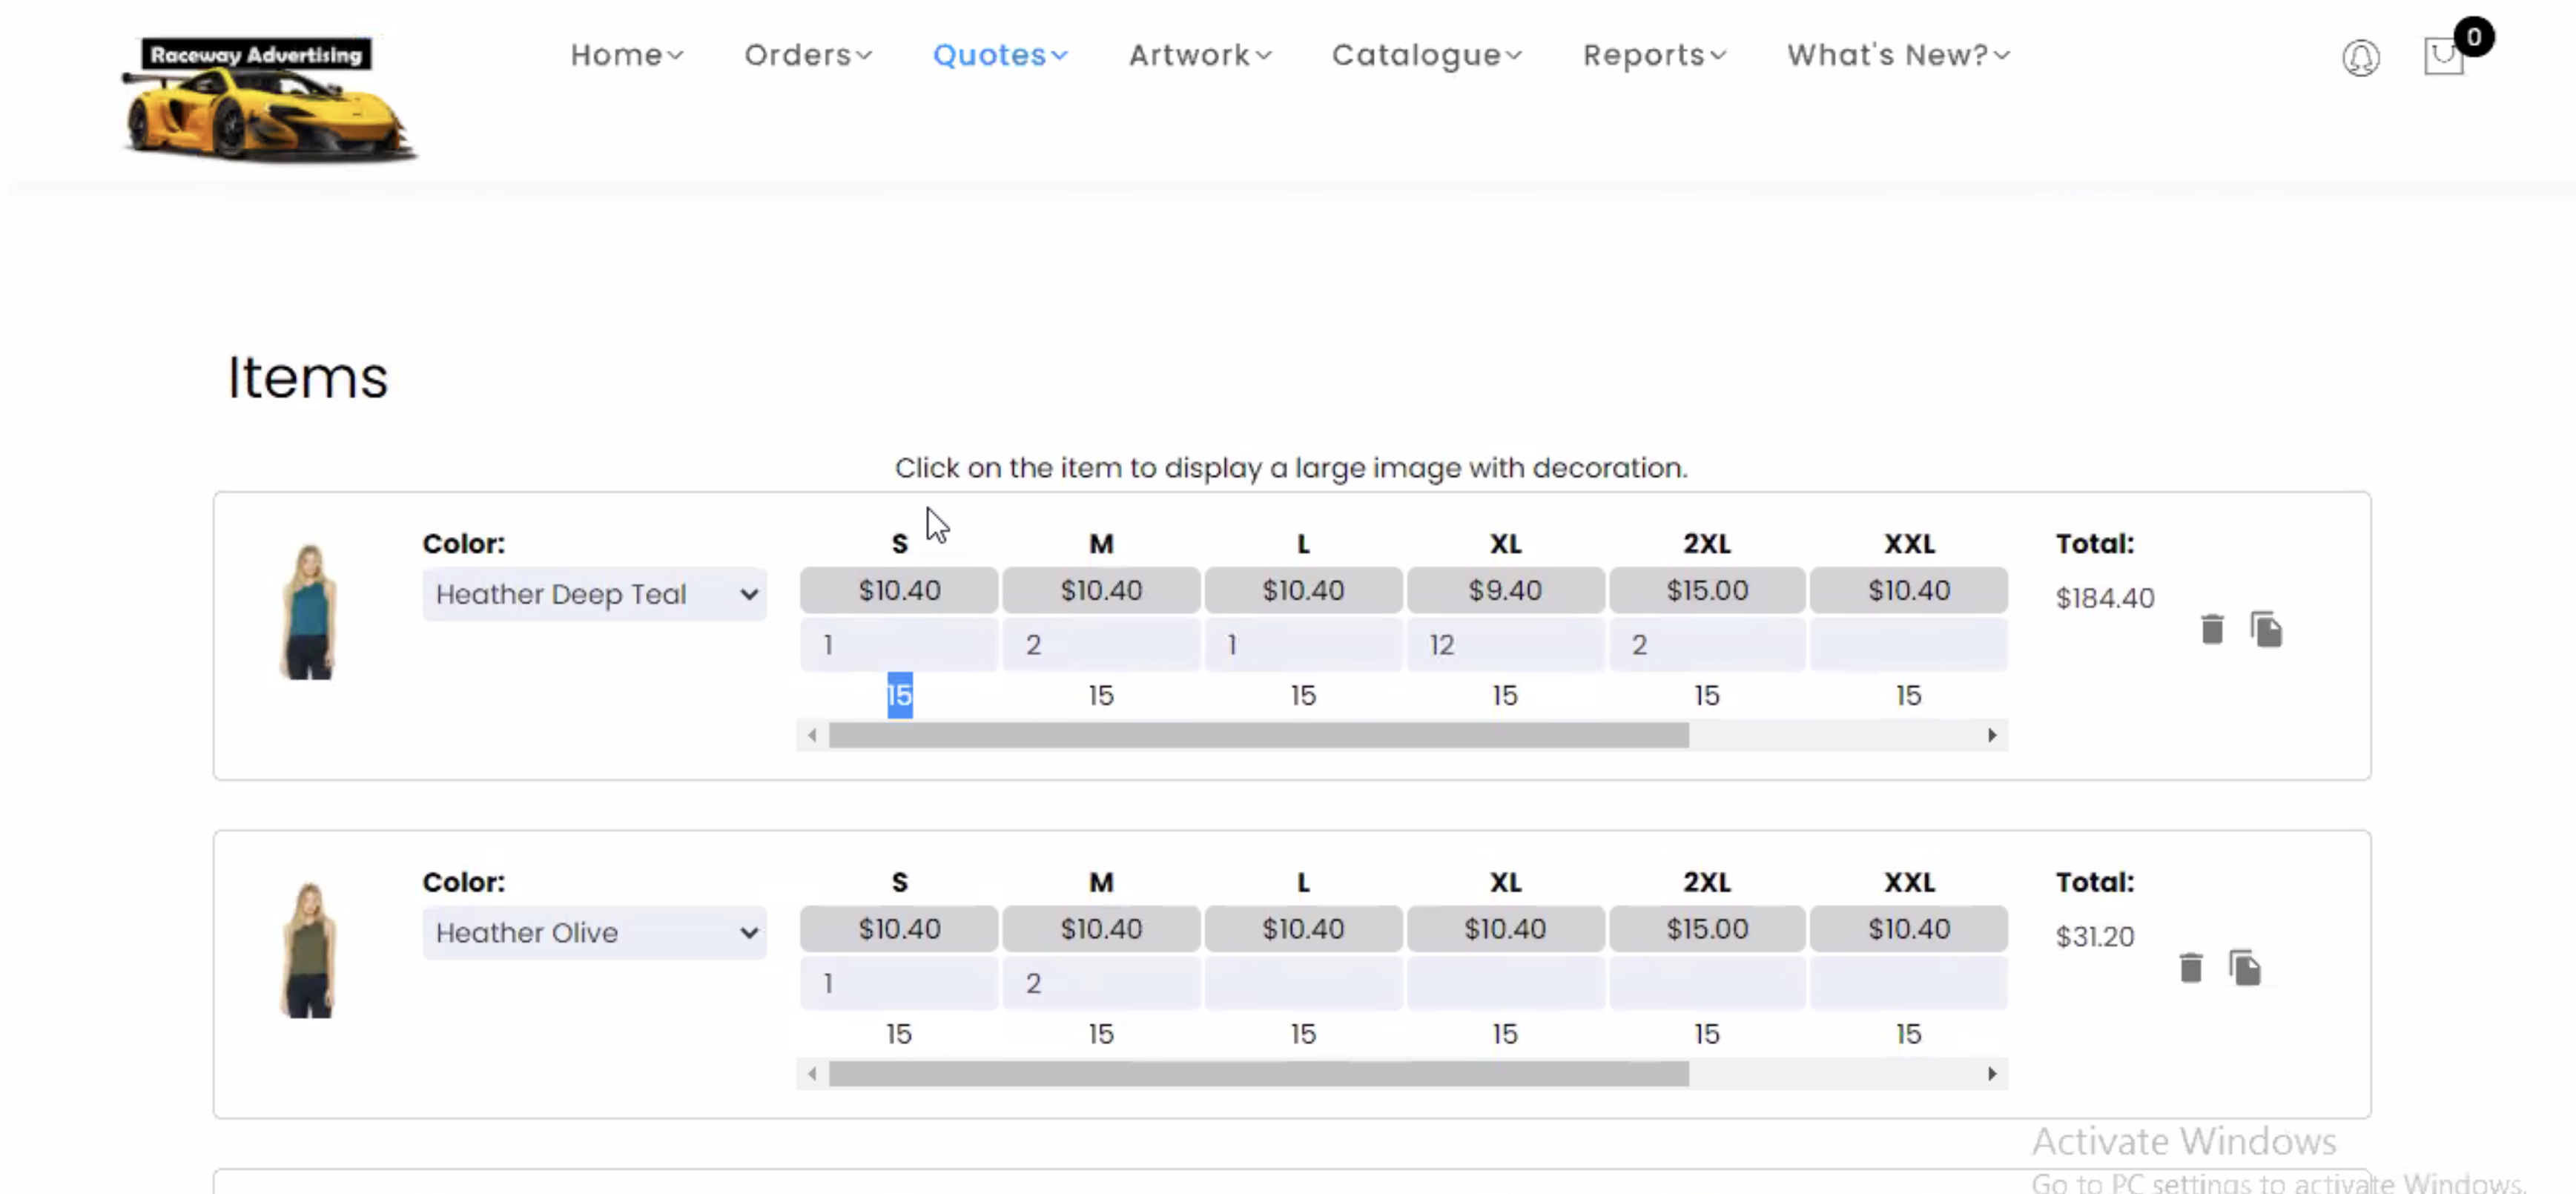 Raceway Advertising
Home Orders Quotes Artwork Catalogue Reports What's New? 0
Items
Click on the item to display a large image with decoration.
Color: S M L XL 2XL XXL Total:
Heather Deep Teal $10.40 $10.40 $10.40 $9.40 $15.00 $10.40 $184.40
1 2 1 12 2
15 15 15 15 15 15
Color: S M L XL 2XL XXL Total:
Heather Olive $10.40 $10.40 $10.40 $10.40 $15.00 $10.40 $31.20
1 2
15 15 15 15 15 15
Activate Windows
Go to PC settings to activate Windows.